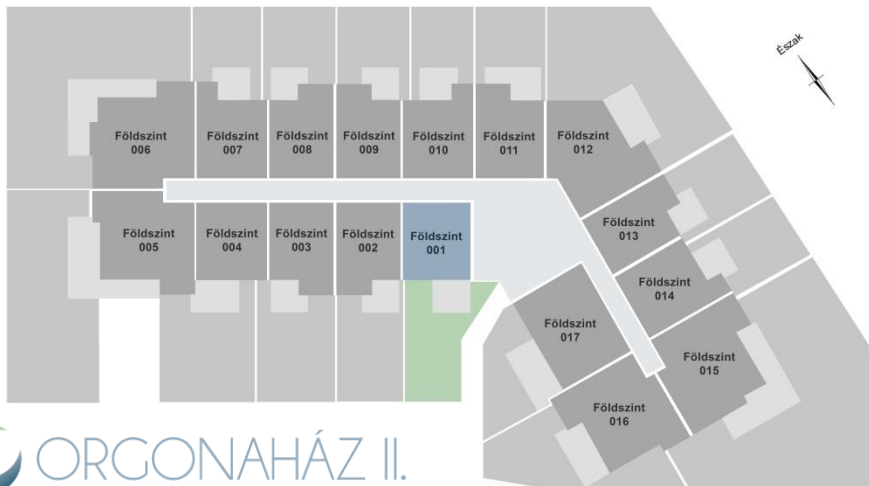 Észak
Földszint
006
Földszint
007
Földszint
008
Földszint
009
Földszint
010
Földszint
011
Földszint
012
Földszint
005
Földszint
004
Földszint
003
Földszint
002
Földszint
001
Földszint
013
Földszint
014
Földszint
017
Földszint
015
Földszint
016
ORGONAHÁZ II.